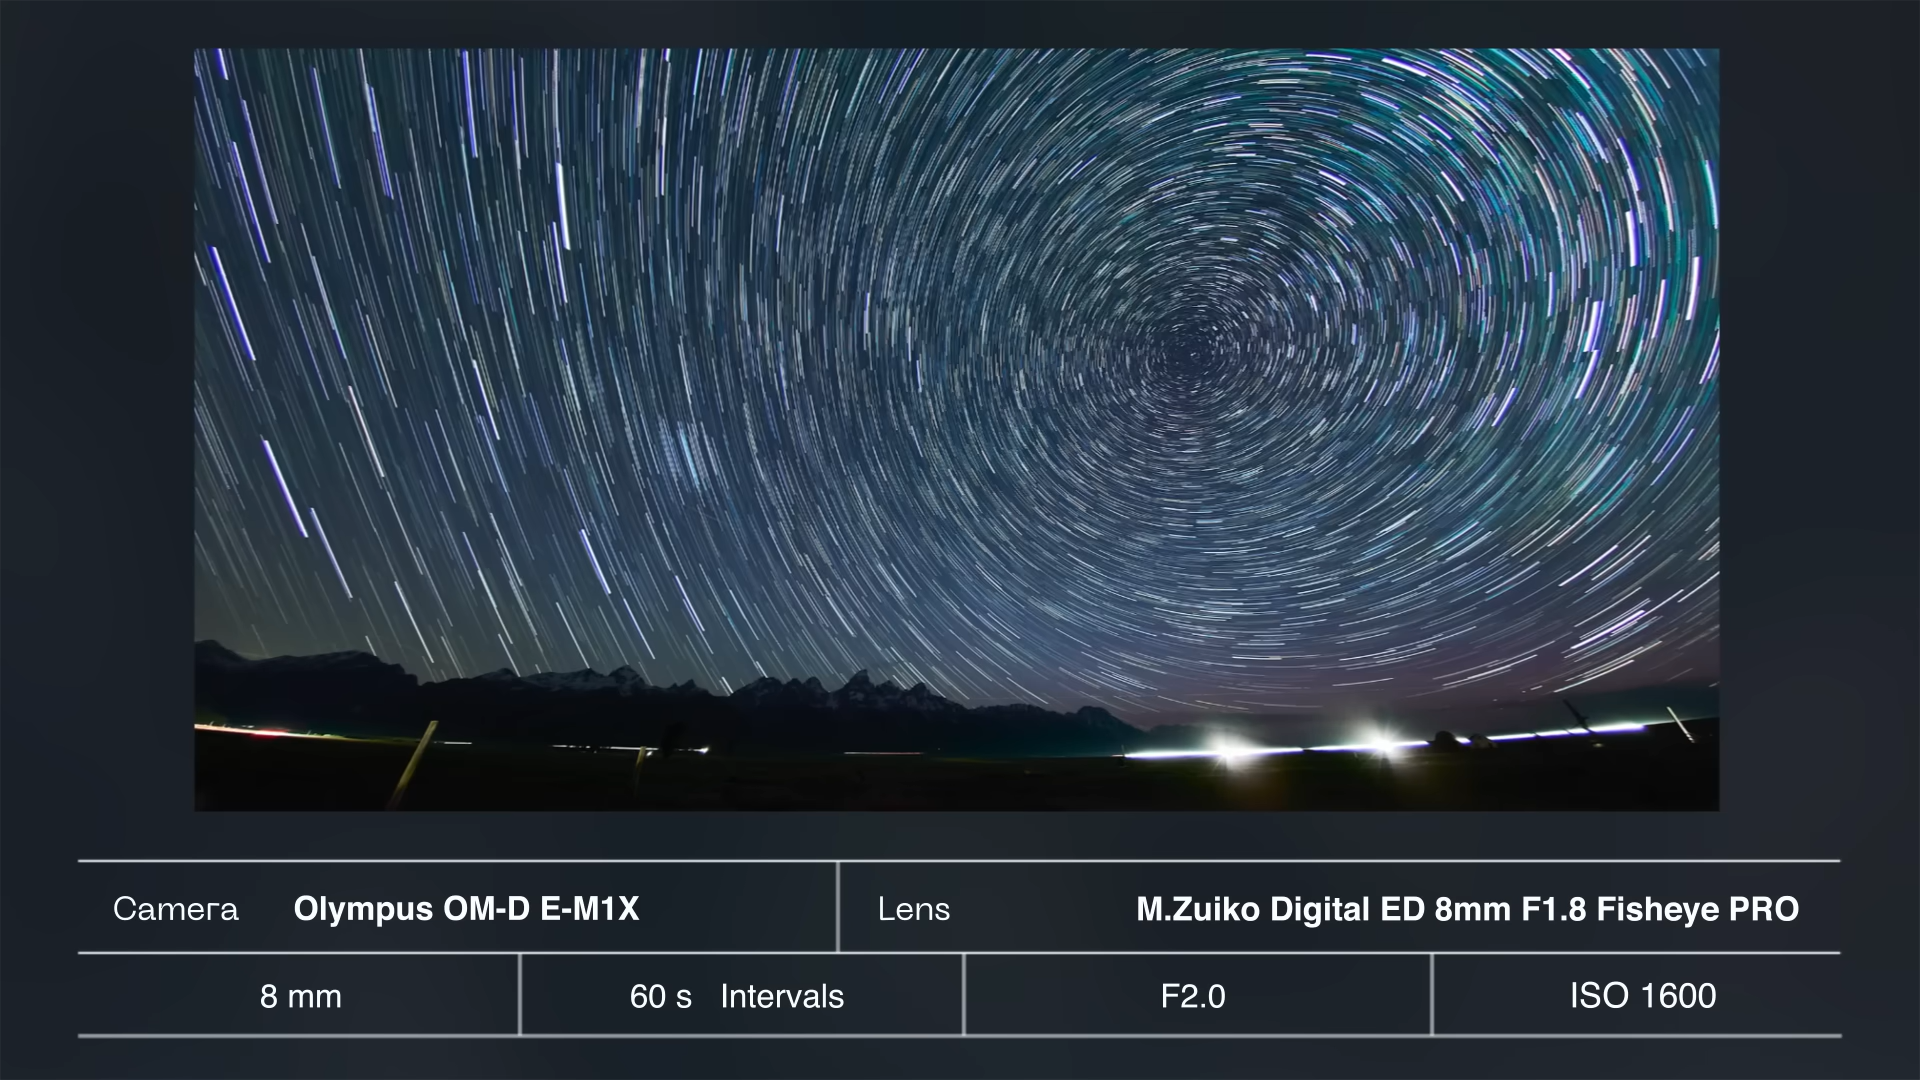 Camera Olympus OM-D E-M1X Lens M.Zuiko Digital ED 8mm F1.8 Fisheye PRO
8 mm 60 s Intervals F2.0 ISO 1600